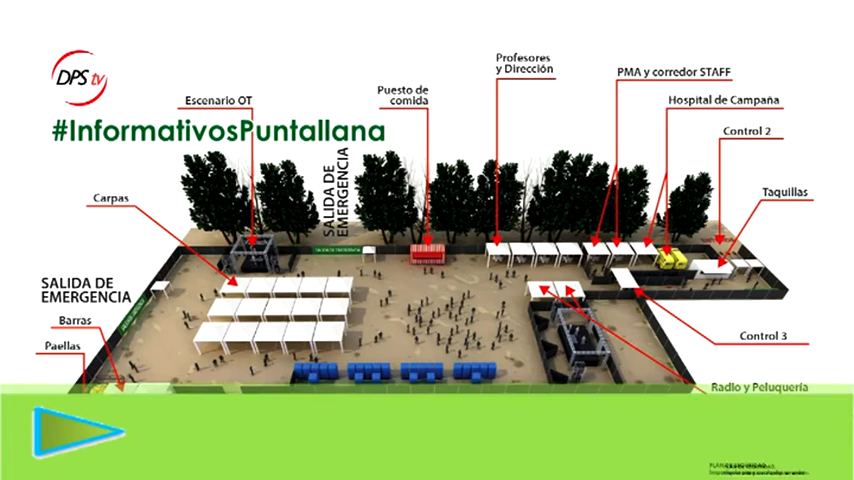 DPS tv
#InformativosPuntallana
Escenario OT
Puesto de
comida
Profesores
y Dirección
PMA y corredor STAFF
Hospital de Campaña
Control 2
Taquillas
Carpas
SALIDA DE
EMERGENCIA
SALIDA DE
EMERGENCIA
Barras
Paellas
Control 3
Radio y Peluquería